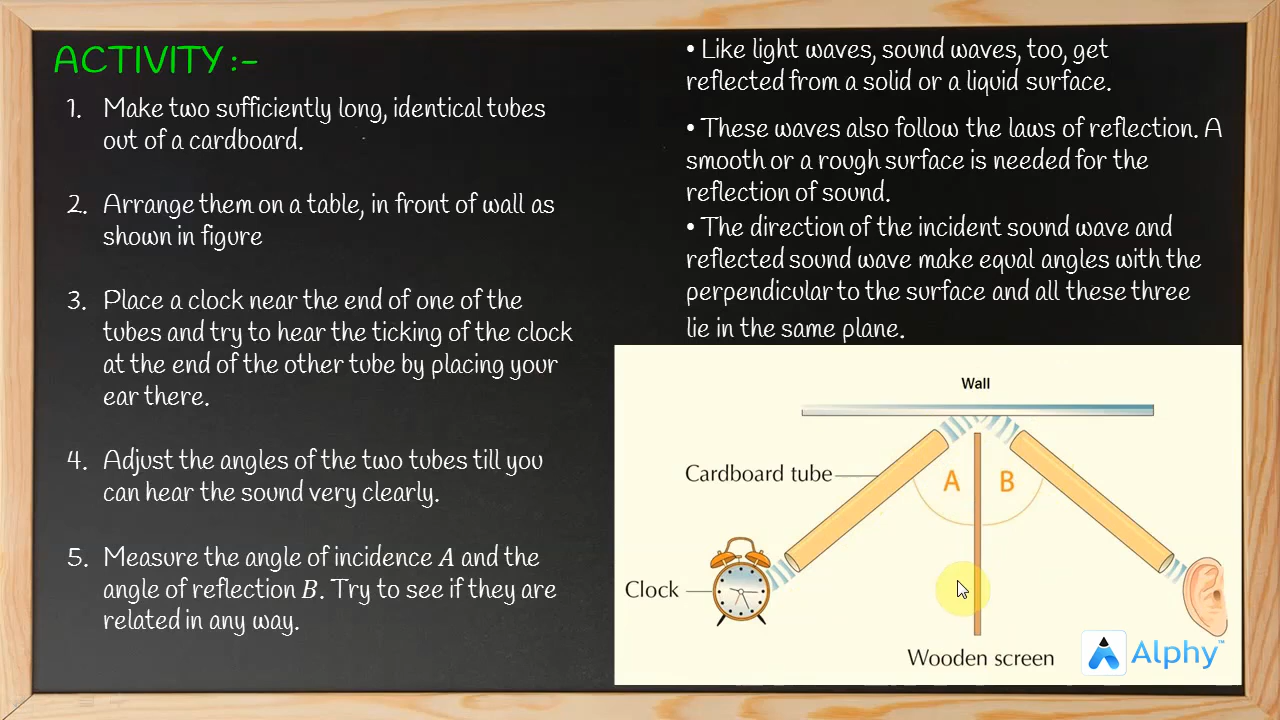 ACTIVITY :-
1. Make two sufficiently long, identical tubes
out of a cardboard.
2. Arrange them on a table, in front of wall as
shown in figure
3. Place a clock near the end of one of the
tubes and try to hear the ticking of the clock
at the end of the other tube by placing your
ear there.
4. Adjust the angles of the two tubes till you
can hear the sound very clearly.
5. Measure the angle of incidence A and the
angle of reflection B. Try to see if they are
related in any way.
• Like light waves, sound waves, too, get
reflected from a solid or a liquid surface.
• These waves also follow the laws of reflection. A
smooth or a rough surface is needed for the
reflection of sound.
• The direction of the incident sound wave and
reflected sound wave make equal angles with the
perpendicular to the surface and all these three
lie in the same plane.
Wall
Cardboard tube
A B
Clock
Wooden screen
Alphy™